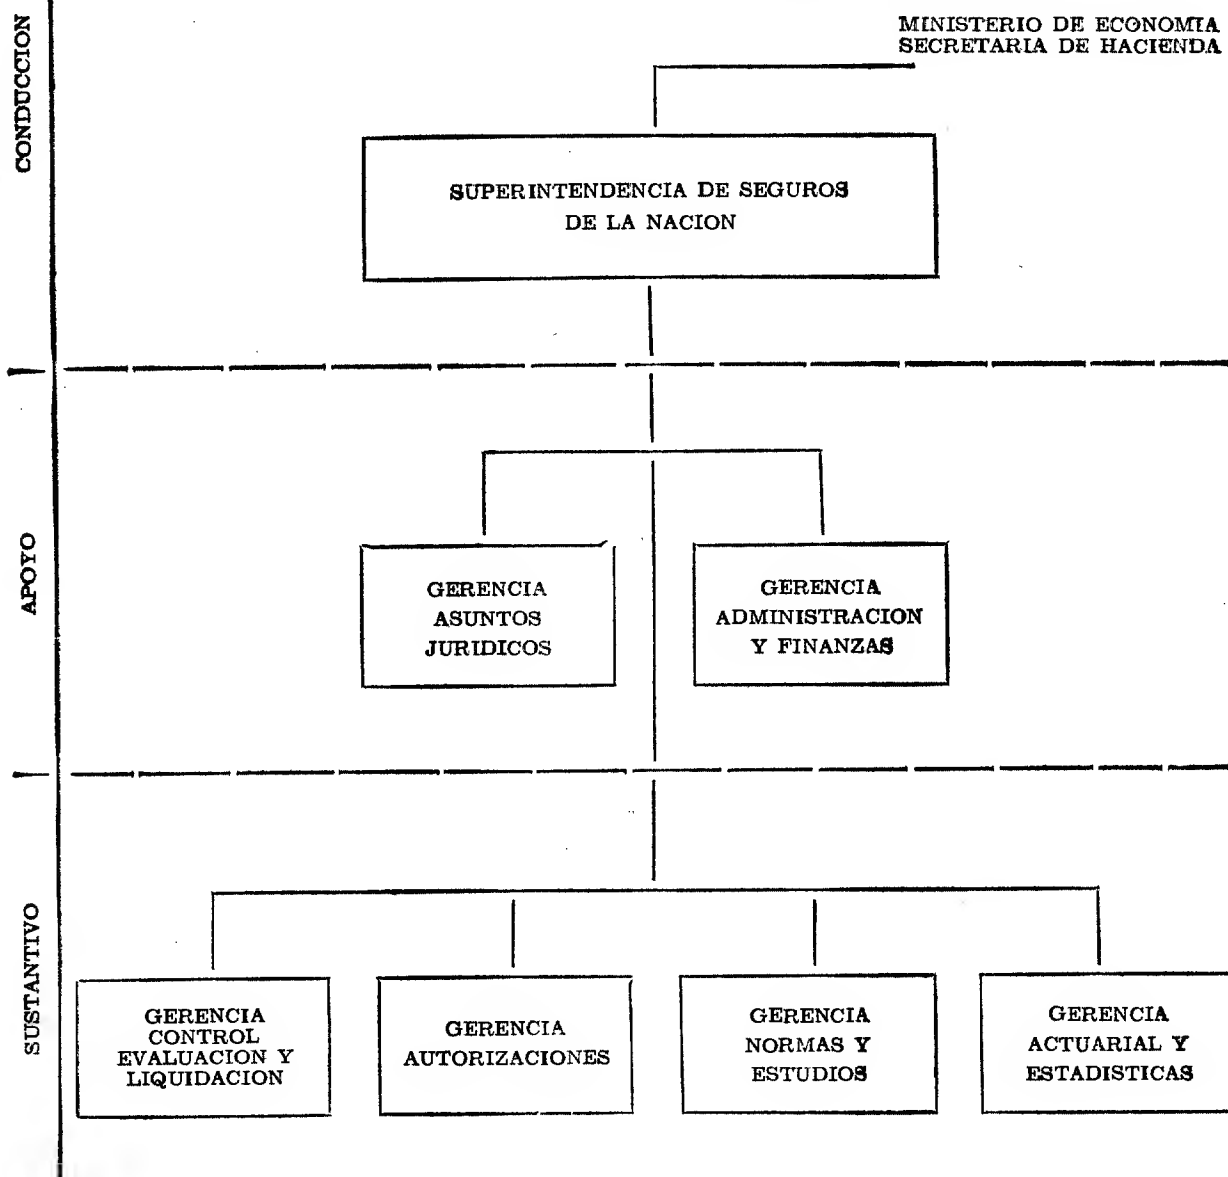 MINISTERIO DE ECONOMIA
SECRETARIA DE HACIENDA
CONDUCCION
SUPERINTENDENCIA DE SEGUROS
DE LA NACION
APOYO
GERENCIA
ASUNTOS
JURIDICOS
GERENCIA
ADMINISTRACION
Y FINANZAS
SUSTANTIVO
GERENCIA
CONTROL
EVALUACION Y
LIQUIDACION
GERENCIA
AUTORIZACIONES
GERENCIA
NORMAS Y
ESTUDIOS
GERENCIA
ACTUARIAL Y
ESTADISTICAS